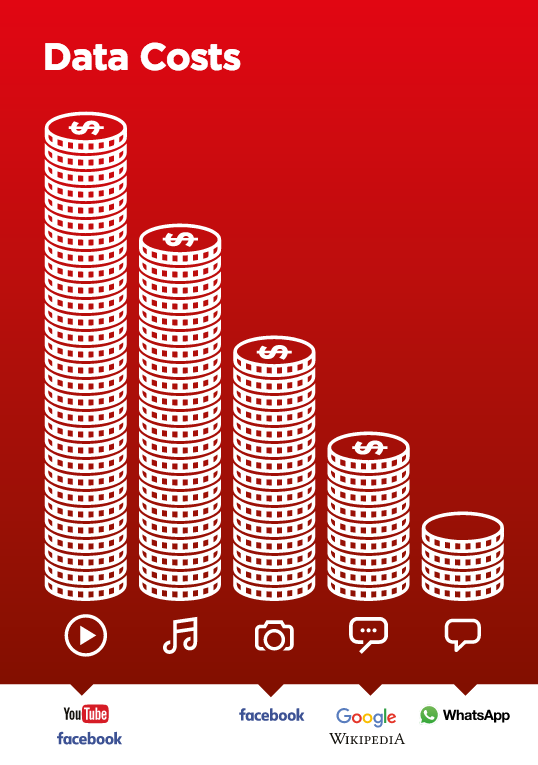 Data Costs
$
$
$
$
YouTube
facebook
facebook
Google
WIKIPEDIA
WhatsApp